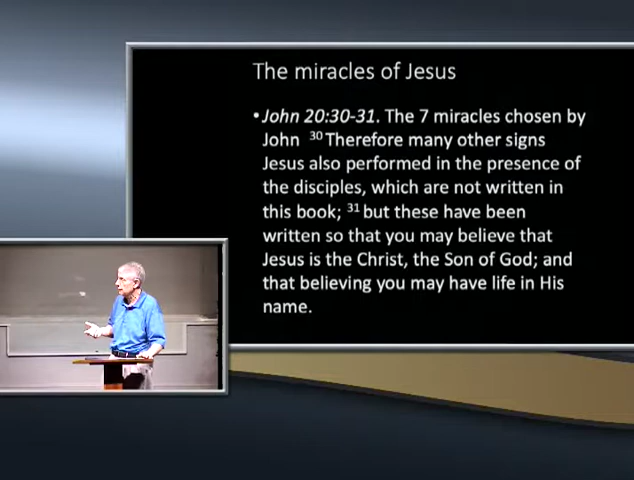 The miracles of Jesus
• John 20:30-31. The 7 miracles chosen by
John ³⁰ Therefore many other signs
Jesus also performed in the presence of
the disciples, which are not written in
this book; ³¹ but these have been
written so that you may believe that
Jesus is the Christ, the Son of God; and
that believing you may have life in His
name.